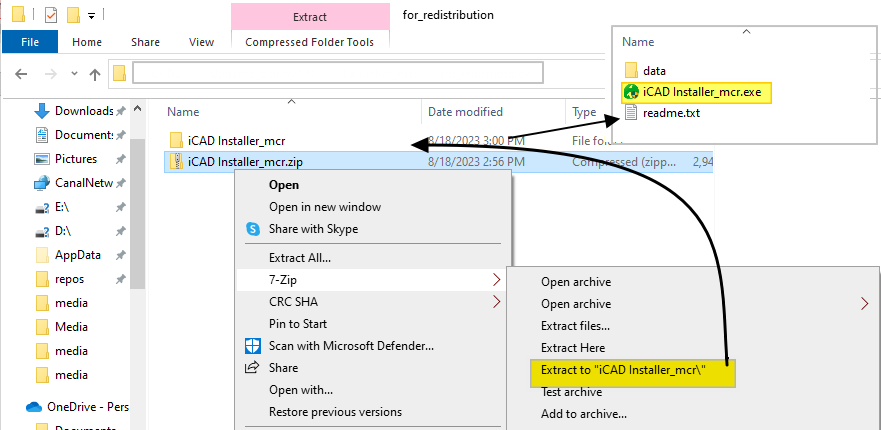 Extract
for_redistribution
File
Home
Share
View
Compressed Folder Tools
Name
data
iCAD Installer_mcr.exe
readme.txt
Name
Date modified
Type
Downloads
Documents
Pictures
CanalNetw
E:\
D:\
AppData
repos
media
Media
media
media
OneDrive - Pers
iCAD Installer_mcr
8/18/2023 3:00 PM
File fold
iCAD Installer_mcr.zip
8/18/2023 2:56 PM
Compressed (zipp...
2,94
Open
Open in new window
Share with Skype
Extract All...
7-Zip
CRC SHA
Pin to Start
Scan with Microsoft Defender...
Share
Open with...
Restore previous versions
Open archive
Open archive
Extract files...
Extract Here
Extract to "iCAD Installer_mcr\"
Test archive
Add to archive...